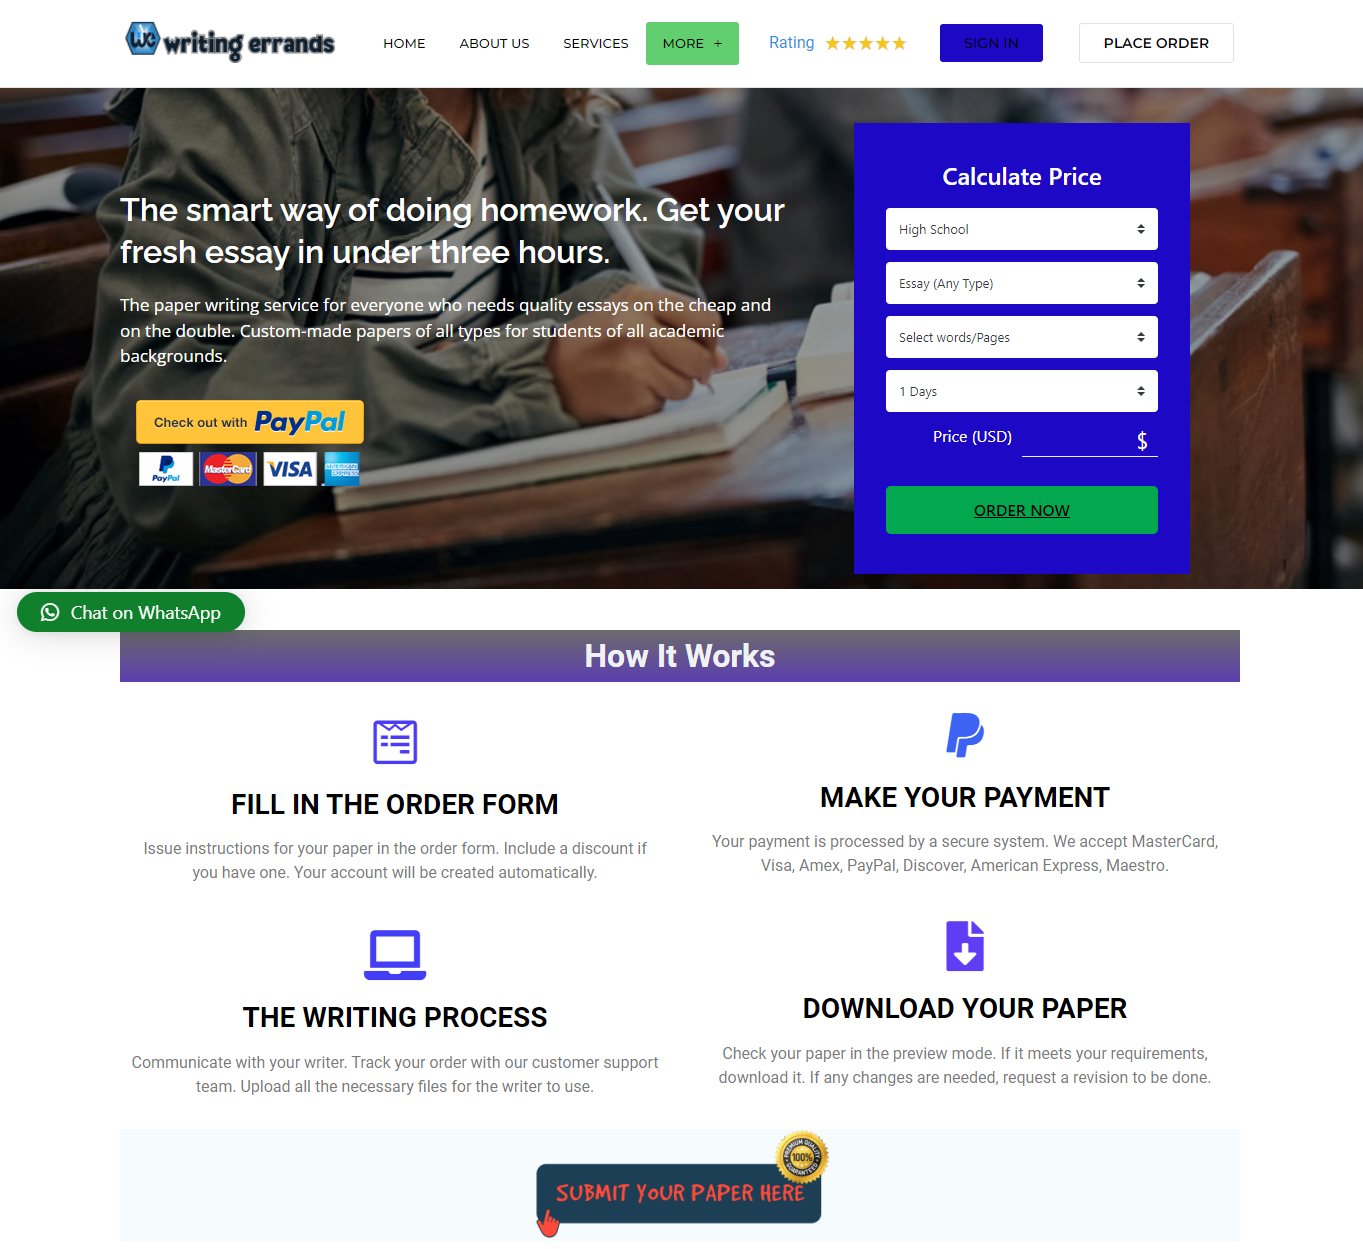 we writing errands
HOME
ABOUT US
SERVICES
MORE +
Rating ★★★★★
SIGN IN
PLACE ORDER
The smart way of doing homework. Get your
fresh essay in under three hours.
The paper writing service for everyone who needs quality essays on the cheap and
on the double. Custom-made papers of all types for students of all academic
backgrounds.
Check out with PayPal
PayPal MasterCard VISA AMERICAN EXPRESS
Calculate Price
High School
Essay (Any Type)
Select words/Pages
1 Days
Price (USD) $
ORDER NOW
Chat on WhatsApp
How It Works
FILL IN THE ORDER FORM
Issue instructions for your paper in the order form. Include a discount if
you have one. Your account will be created automatically.
MAKE YOUR PAYMENT
Your payment is processed by a secure system. We accept MasterCard,
Visa, Amex, PayPal, Discover, American Express, Maestro.
THE WRITING PROCESS
Communicate with your writer. Track your order with our customer support
team. Upload all the necessary files for the writer to use.
DOWNLOAD YOUR PAPER
Check your paper in the preview mode. If it meets your requirements,
download it. If any changes are needed, request a revision to be done.
PREMIUM QUALITY
100%
GUARANTEED
SUBMIT YOUR PAPER HERE